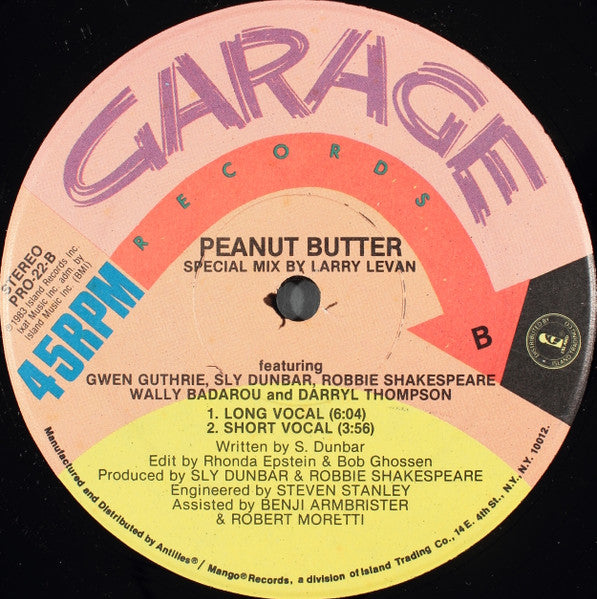 GARAGE
RECORDS
STEREO
PRO-22-B
℗1983 Island Records Inc.
Ixat Music Inc. adm. by
Island Music Inc. (BMI)
45RPM
PEANUT BUTTER
SPECIAL MIX BY LARRY LEVAN
B
featuring
GWEN GUTHRIE, SLY DUNBAR, ROBBIE SHAKESPEARE
WALLY BADAROU and DARRYL THOMPSON
1. LONG VOCAL (6:04)
2. SHORT VOCAL (3:56)
Written by S. Dunbar
Edit by Rhonda Epstein & Bob Ghossen
Produced by SLY DUNBAR & ROBBIE SHAKESPEARE
Engineered by STEVEN STANLEY
Assisted by BENJI ARMBRISTER
& ROBERT MORETTI
Manufactured and Distributed by Antilles®/ Mango® Records, a division of Island Trading Co., 14 E. 4th St., N.Y., N.Y. 10012.